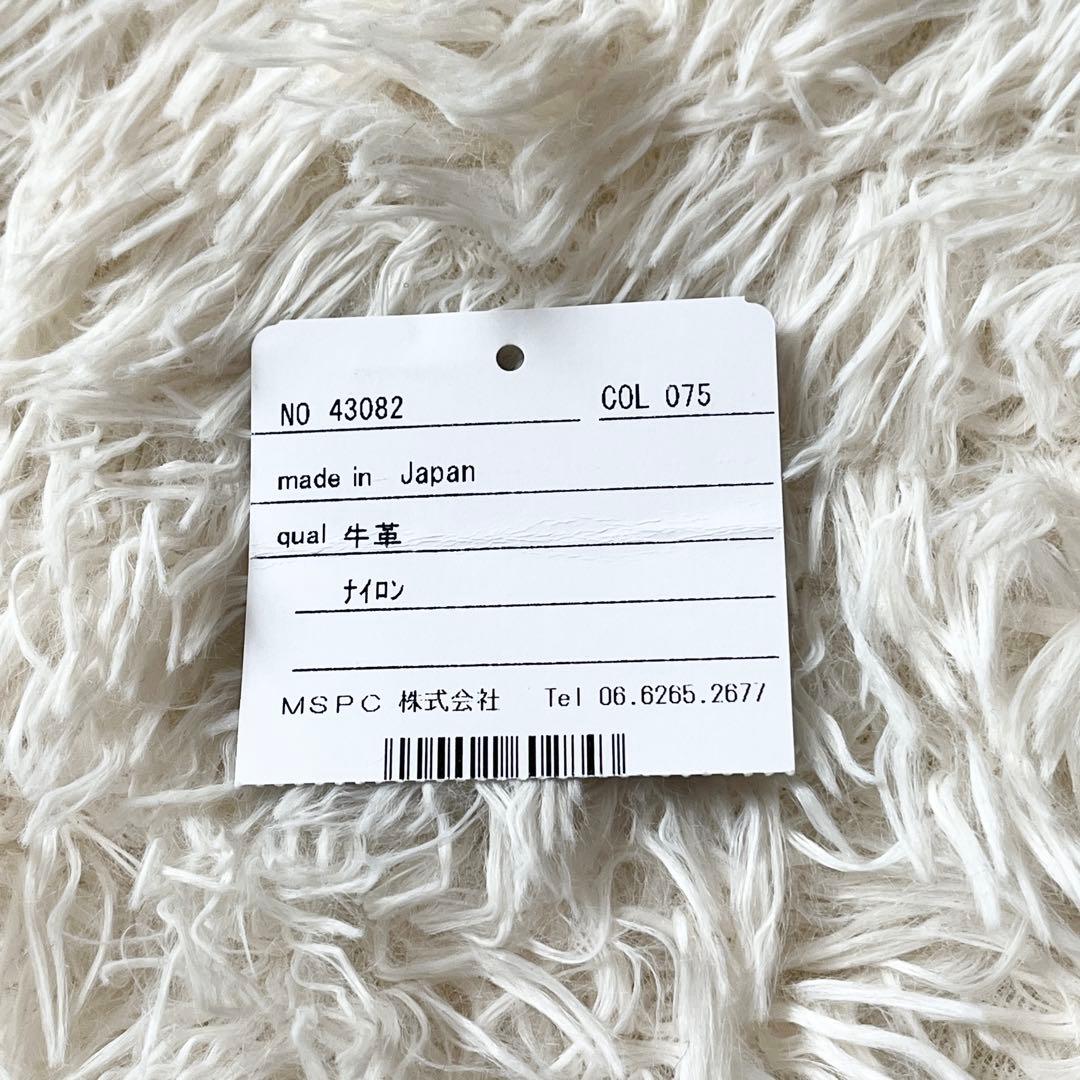 NO 43082 COL 075
made in Japan
qual 牛革
ナイロン
MSPC 株式会社 Tel 06.6265.2677